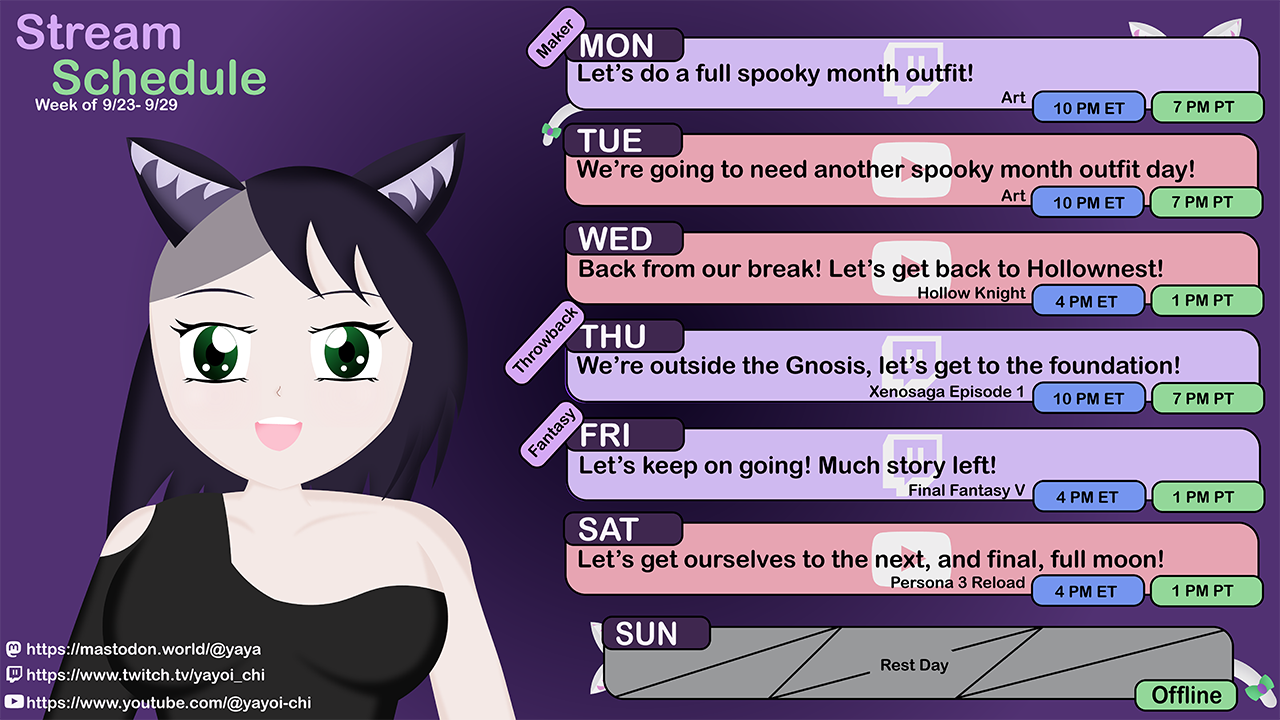 Stream
Schedule
Week of 9/23- 9/29
Maker
MON
Let's do a full spooky month outfit!
Art
10 PM ET
7 PM PT
TUE
We're going to need another spooky month outfit day!
Art
10 PM ET
7 PM PT
WED
Back from our break! Let's get back to Hollownest!
Hollow Knight
4 PM ET
1 PM PT
Throwback
THU
We're outside the Gnosis, let's get to the foundation!
Xenosaga Episode 1
10 PM ET
7 PM PT
Fantasy
FRI
Let's keep on going! Much story left!
Final Fantasy V
4 PM ET
1 PM PT
SAT
Let's get ourselves to the next, and final, full moon!
Persona 3 Reload
4 PM ET
1 PM PT
SUN
Rest Day
Offline
https://mastodon.world/@yaya
https://www.twitch.tv/yayoi_chi
https://www.youtube.com/@yayoi-chi